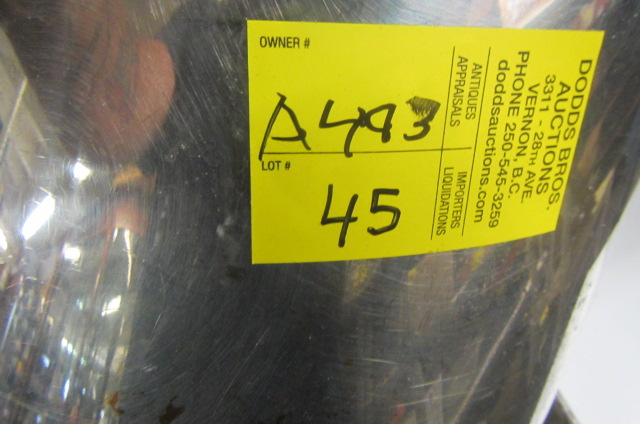 OWNER #
A493
LOT #
45
ANTIQUES
APPRAISALS
IMPORTERS
LIQUIDATIONS
DODDS BROS.
AUCTIONS
3311 - 28TH AVE
VERNON, B.C.
PHONE 250-545-3259
doddsauctions.com